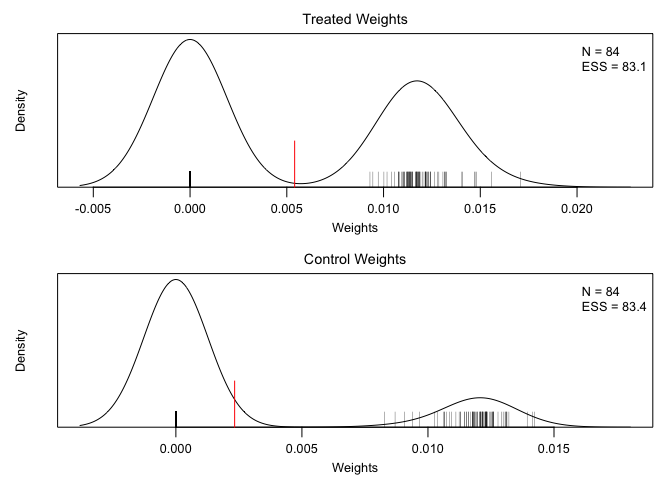 Treated Weights
N = 84
ESS = 83.1
Density
-0.005 0.000 0.005 0.010 0.015 0.020
Weights
Control Weights
N = 84
ESS = 83.4
Density
0.000 0.005 0.010 0.015
Weights